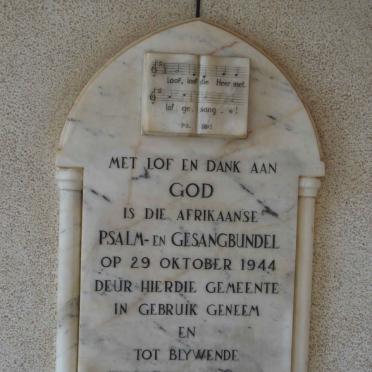 Loof, loof die Heer met
lof ge sang e!
MET LOF EN DANK AAN
GOD
IS DIE AFRIKAANSE
PSALM- EN GESANGBUNDEL
OP 29 OKTOBER 1944
DEUR HIERDIE GEMEENTE
IN GEBRUIK GENEEM
EN
TOT BLYWENDE